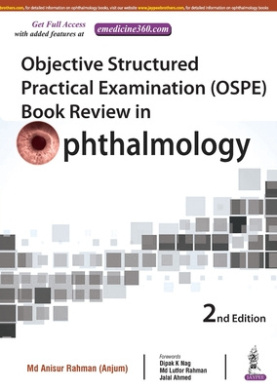 Get Full Access
with added features at
emedicine360.com
Objective Structured
Practical Examination (OSPE)
Book Review in
phthalmology
2nd Edition
Md Anisur Rahman (Anjum)
Forewords
Dipak K Nag
Md Lutfor Rahman
Jalal Ahmed